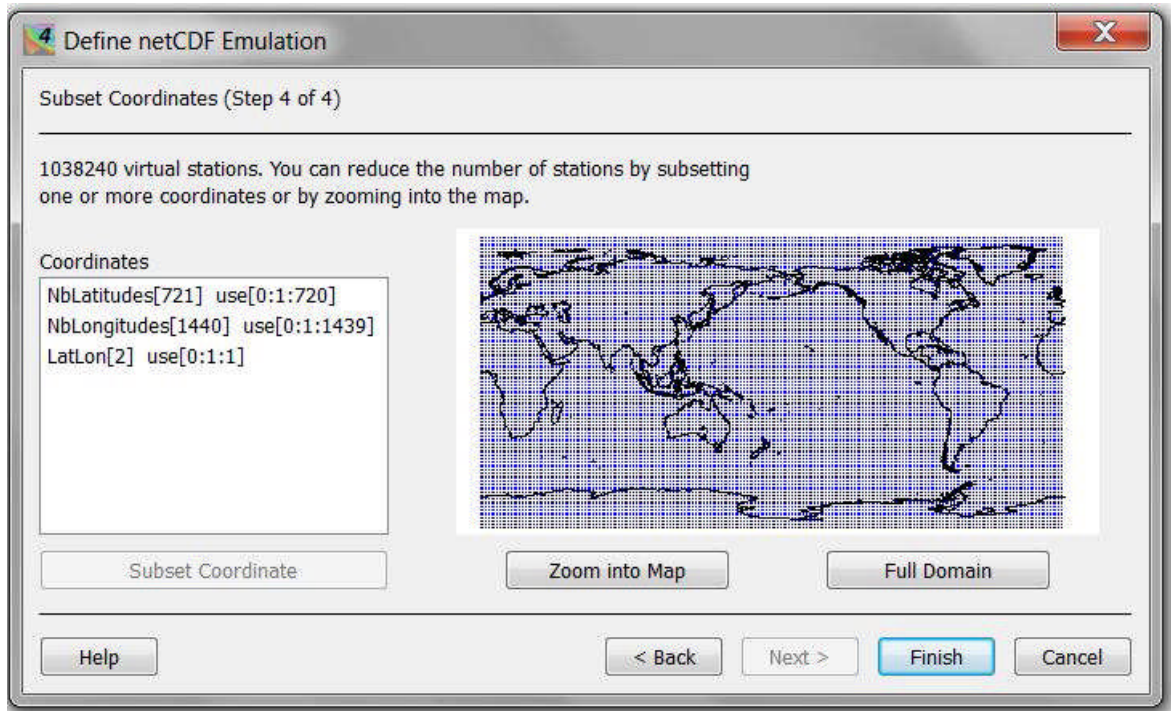 4 Define netCDF Emulation
X
Subset Coordinates (Step 4 of 4)
1038240 virtual stations. You can reduce the number of stations by subsetting
one or more coordinates or by zooming into the map.
Coordinates
NbLatitudes[721] use[0:1:720]
NbLongitudes[1440] use[0:1:1439]
LatLon[2] use[0:1:1]
Subset Coordinate
Zoom into Map
Full Domain
Help
< Back
Next >
Finish
Cancel